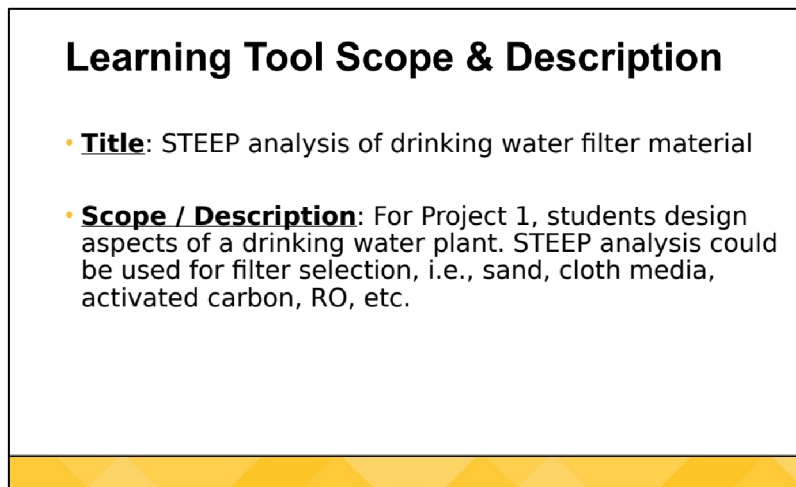 Learning Tool Scope & Description
• Title: STEEP analysis of drinking water filter material
• Scope / Description: For Project 1, students design
aspects of a drinking water plant. STEEP analysis could
be used for filter selection, i.e., sand, cloth media,
activated carbon, RO, etc.